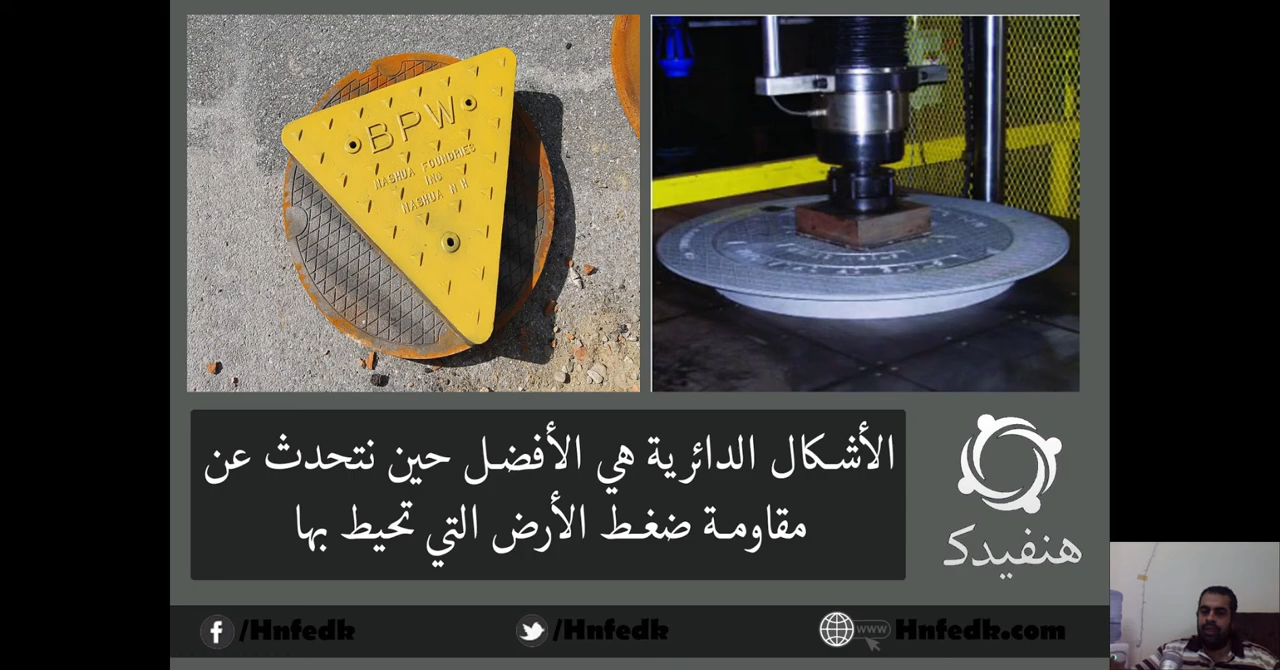 BPW
NASHUA FOUNDRIES
INC
NASHUA N H
الأشكال الدائرية هي الأفضل حين نتحدث عن
مقاومة ضغط الأرض التي تحيط بها
هنفيدك
/Hnfedk
/Hnfedk
www
Hnfedk.com